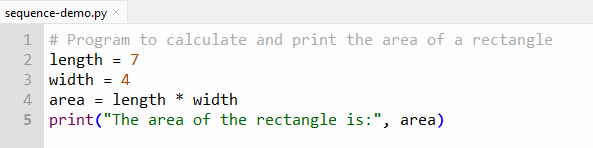 sequence-demo.py ×
1 # Program to calculate and print the area of a rectangle
2 length = 7
3 width = 4
4 area = length * width
5 print("The area of the rectangle is:", area)